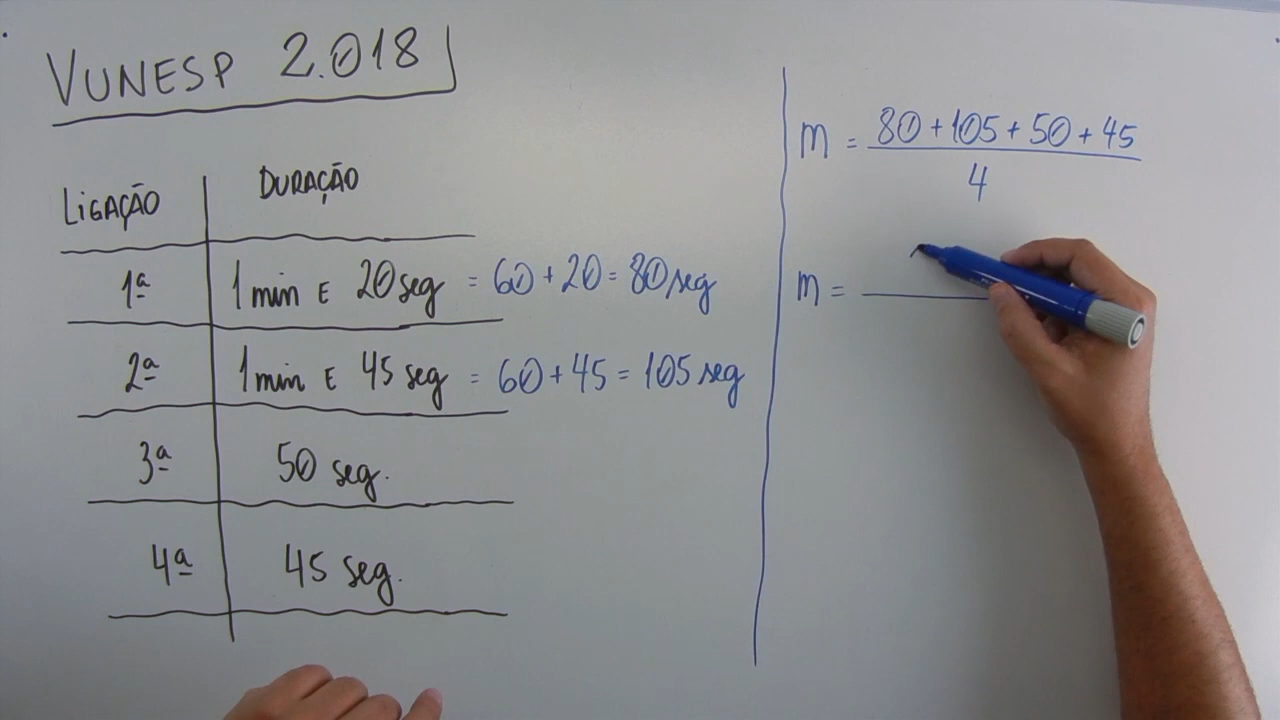 VUNESP 2.018
LIGAÇÃO DURAÇÃO
1ª 1 min E 20 seg = 60 + 20 = 80 seg
2ª 1 min E 45 seg = 60 + 45 = 105 seg
3ª 50 seg.
4ª 45 seg.
m = 80 + 105 + 50 + 45
4
m =